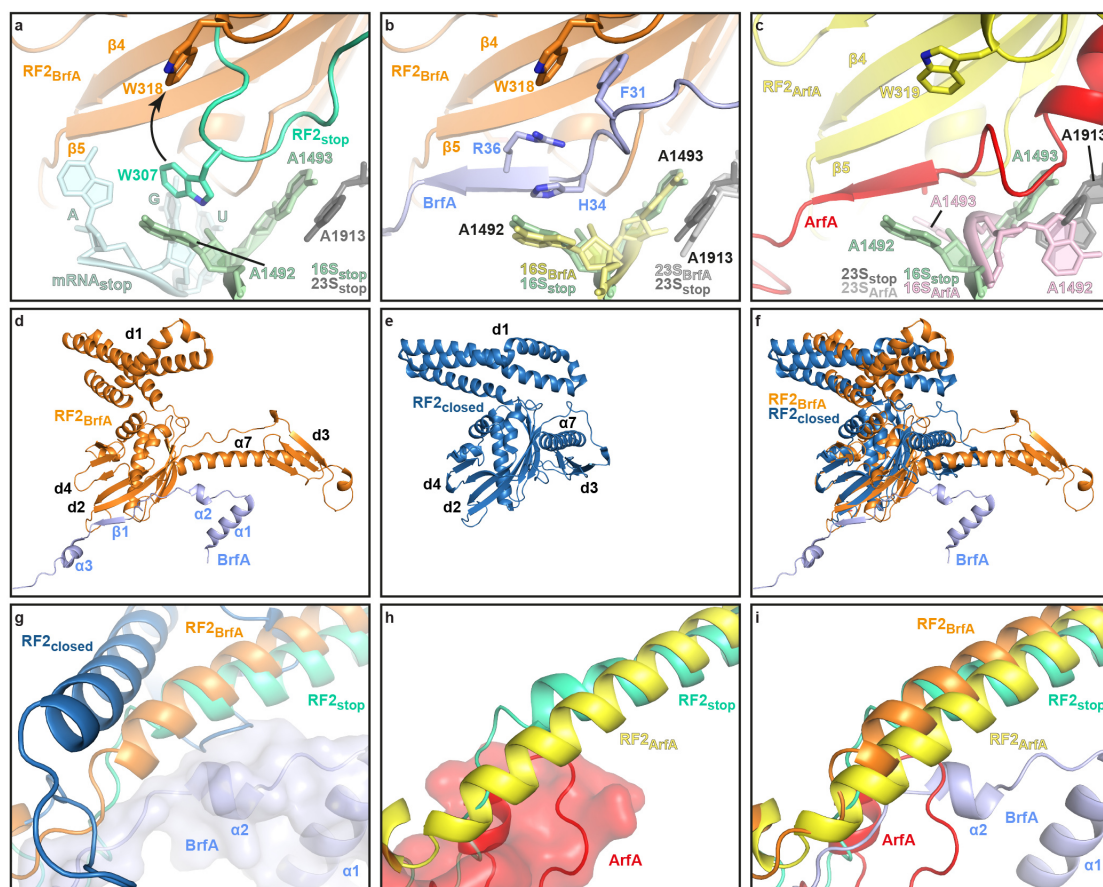 a
β4
RF2BrfA
W318
RF2stop
β5
A1493
W307
A
G
U
A1913
A1492
mRNAstop
16Sstop
23Sstop
b
β4
RF2BrfA
W318
F31
β5
R36
A1493
BrfA
H34
A1492
A1913
16SBrfA
16Sstop
23SBrfA
23Sstop
c
β4
RF2ArfA
W319
A1913
β5
A1493
ArfA
A1493
A1492
23Sstop
23SArfA
16Sstop
16SArfA
A1492
d
d1
RF2BrfA
α7
d3
d4
d2
α2
β1
α1
α3
BrfA
e
d1
RF2closed
α7
d4
d3
d2
f
RF2BrfA
RF2closed
BrfA
g
RF2BrfA
RF2closed
RF2stop
α2
BrfA
α1
h
RF2stop
RF2ArfA
ArfA
i
RF2BrfA
RF2stop
RF2ArfA
ArfA
α2
BrfA
α1